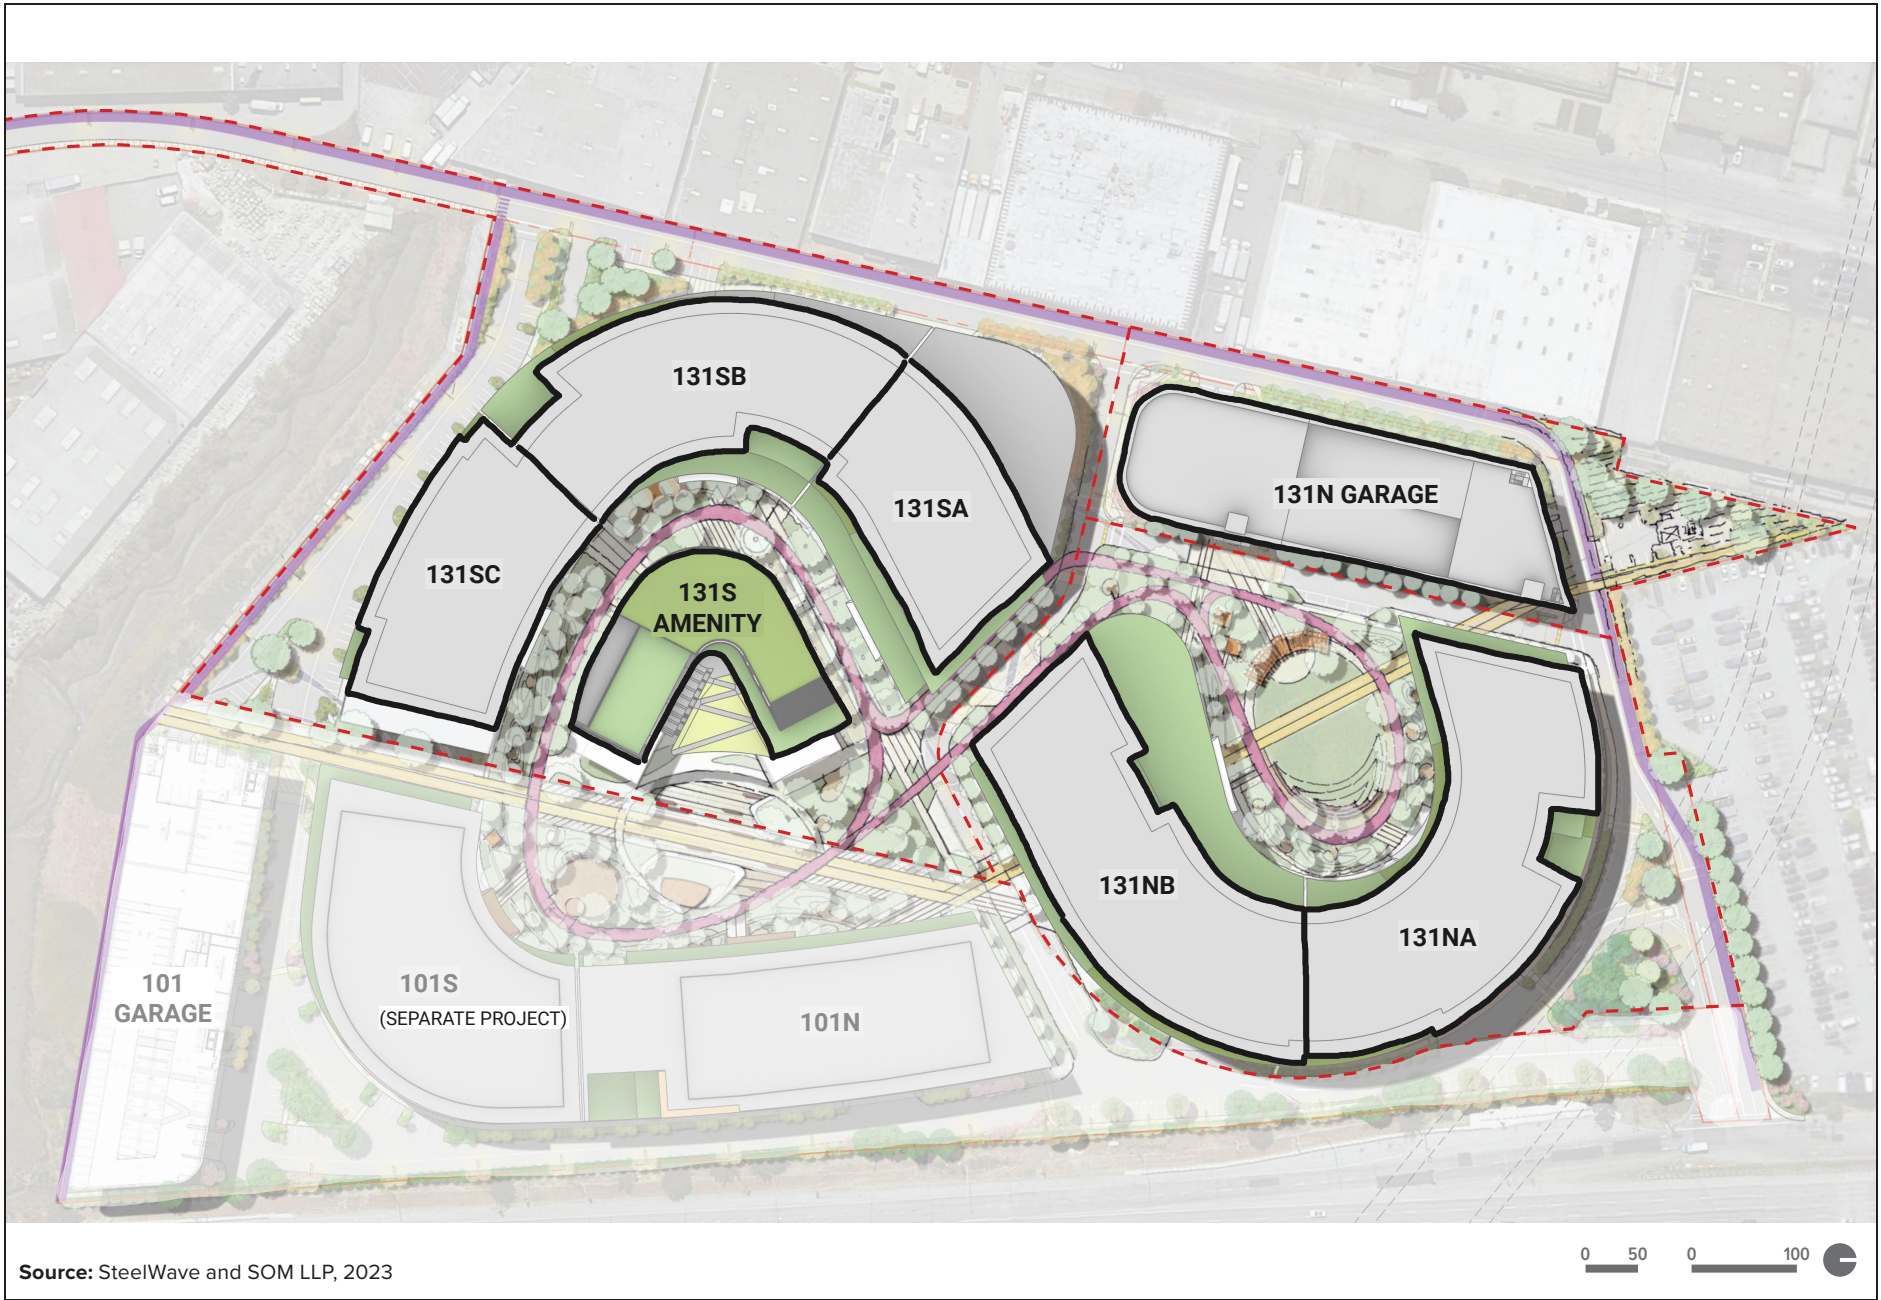 131SB
131N GARAGE
131SA
131SC
131S
AMENITY
131NB
131NA
101
GARAGE
101S
(SEPARATE PROJECT)
101N
0 50 0 100
Source: SteelWave and SOM LLP, 2023